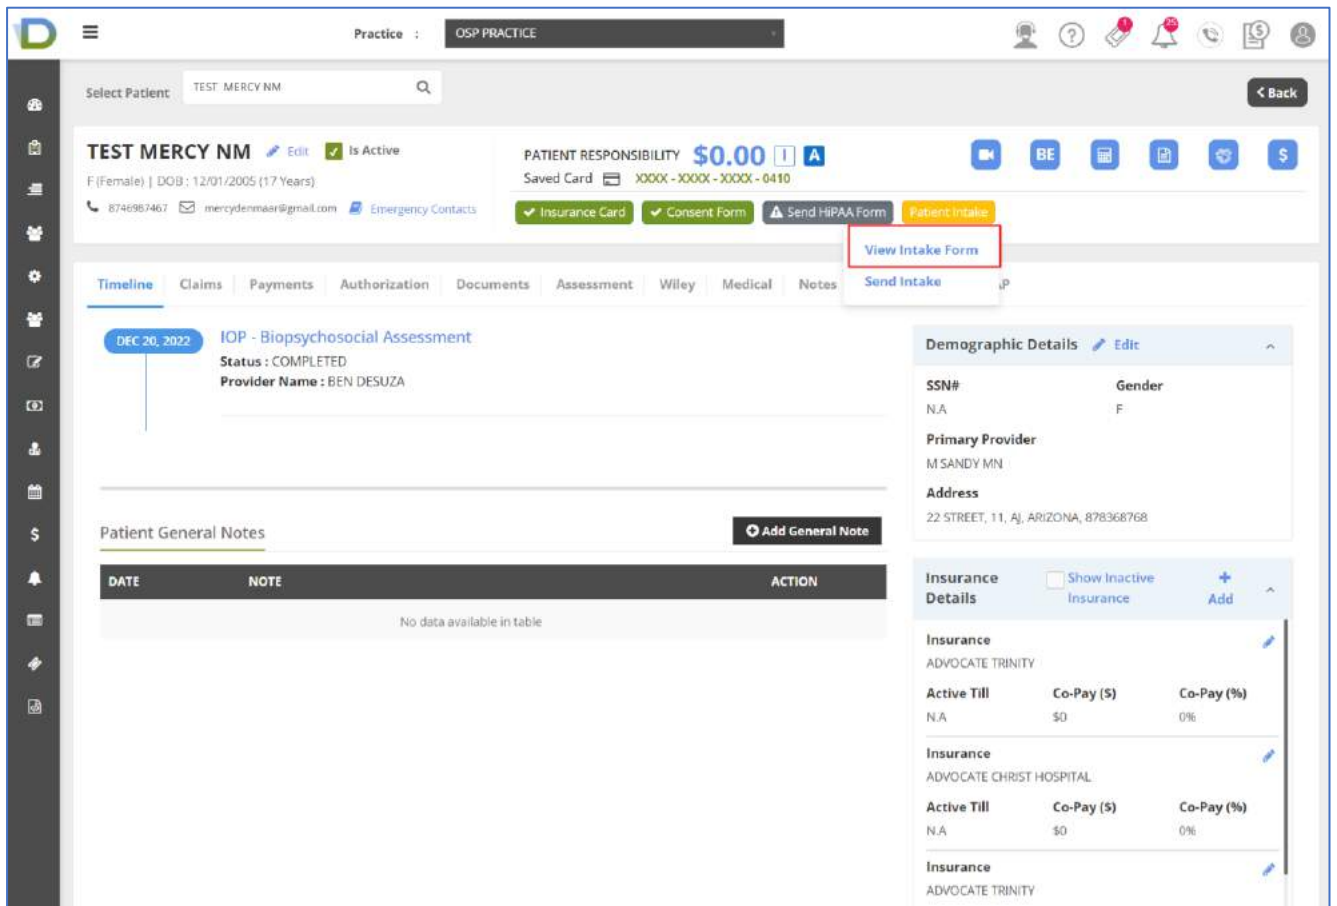 Practice :
OSP PRACTICE
1
25
Select Patient
TEST MERCY NM
Back
TEST MERCY NM
Edit
Is Active
F (Female) | DOB : 12/01/2005 (17 Years)
8746987467
mercydenmaar@gmail.com
Emergency Contacts
PATIENT RESPONSIBILITY $0.00 I A
Saved Card XXXX - XXXX - XXXX - 0410
BE
$
Insurance Card
Consent Form
Send HiPAA Form
Patient Intake
View Intake Form
Send Intake
Timeline
Claims
Payments
Authorization
Documents
Assessment
Wiley
Medical
Notes
DEC 20, 2022
IOP - Biopsychosocial Assessment
Status : COMPLETED
Provider Name : BEN DESUZA
Patient General Notes
Add General Note
DATE NOTE ACTION
No data available in table
Demographic Details
Edit
SSN# Gender
N.A F
Primary Provider
M SANDY MN
Address
22 STREET, 11, AJ, ARIZONA, 878368768
Insurance
Details
Show Inactive
Insurance
+
Add
Insurance
ADVOCATE TRINITY
Active Till Co-Pay ($) Co-Pay (%)
N.A $0 0%
Insurance
ADVOCATE CHRIST HOSPITAL
Active Till Co-Pay ($) Co-Pay (%)
N.A $0 0%
Insurance
ADVOCATE TRINITY